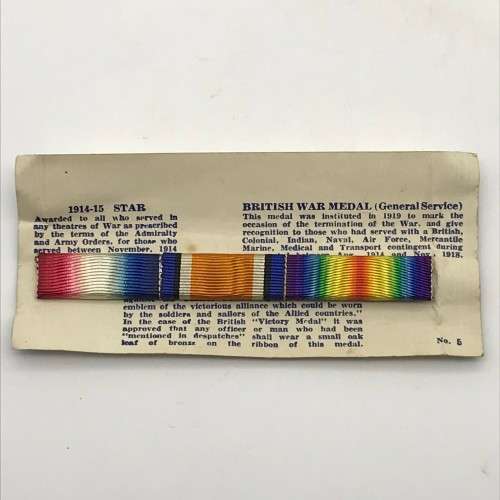 1914-15 STAR
Awarded to all who served in
any theatres of War as prescribed
by the terms of the Admiralty
and Army Orders, for those who
served between November, 1914
BRITISH WAR MEDAL (General Service)
This medal was instituted in 1919 to mark the
occasion of the termination of the War, and give
recognition to those who had served with a British,
Colonial, Indian, Naval, Air Force, Mercantile
Marine, Medical and Transport contingent during
1914 and Nov., 1918.
emblem of the victorious alliance which could be worn
by the soldiers and sailors of the Allied countries."
In the case of the British "Victory Medal" it was
approved that any officer or man who had been
"mentioned in despatches" shall wear a small oak
leaf of bronze on the ribbon of this medal.
No. 5